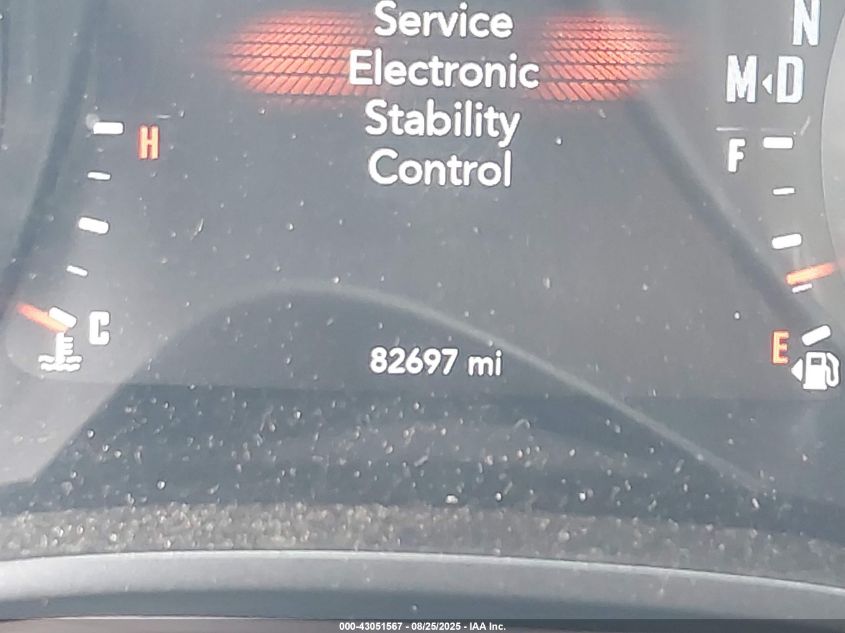 Service
Electronic
Stability
Control
N
M◂D
H
F
C
E
82697 mi
000-43051567 - 08/25/2025 - IAA Inc.